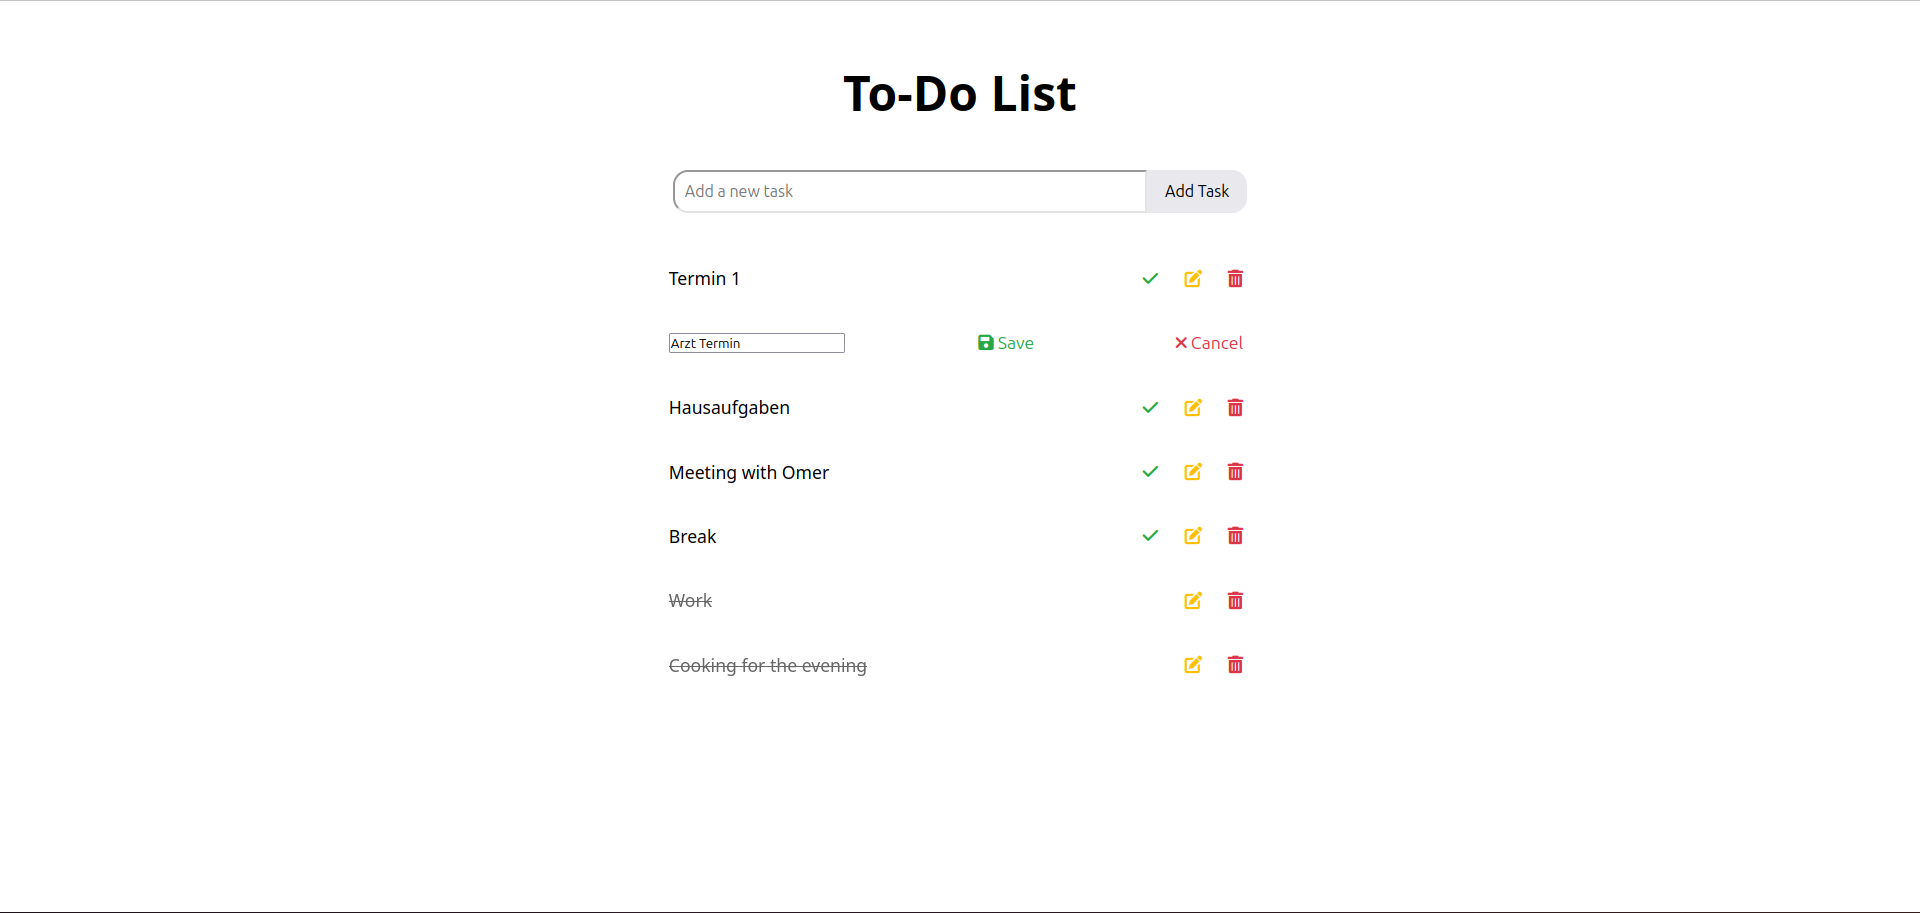 To-Do List
Add a new task Add Task
Termin 1
Arzt Termin Save Cancel
Hausaufgaben
Meeting with Omer
Break
Work
Cooking for the evening